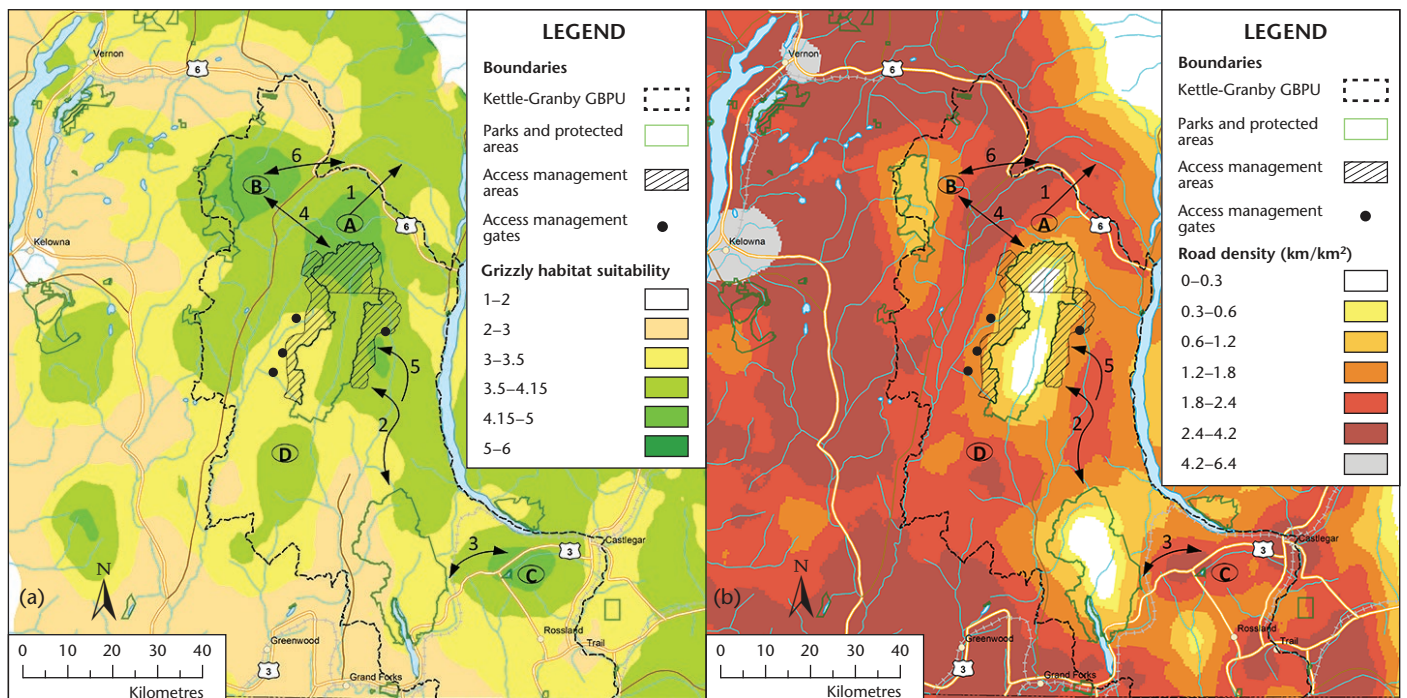 Vernon
6
6
B
1
4
A
6
Kelowna
5
2
D
3
3
Castlegar
C
N
(a)
Rossland
Trail
Greenwood
3
Grand Forks
0 10 20 30 40
Kilometres
LEGEND
Boundaries
Kettle-Granby GBPU
Parks and protected
areas
Access management
areas
Access management
gates
Grizzly habitat suitability
1–2
2–3
3–3.5
3.5–4.15
4.15–5
5–6
Vernon
6
6
B
1
4
A
6
Kelowna
5
2
D
3
3
Castlegar
C
N
(b)
Rossland
Trail
Greenwood
3
Grand Forks
0 10 20 30 40
Kilometres
LEGEND
Boundaries
Kettle-Granby GBPU
Parks and protected
areas
Access management
areas
Access management
gates
Road density (km/km²)
0–0.3
0.3–0.6
0.6–1.2
1.2–1.8
1.8–2.4
2.4–4.2
4.2–6.4